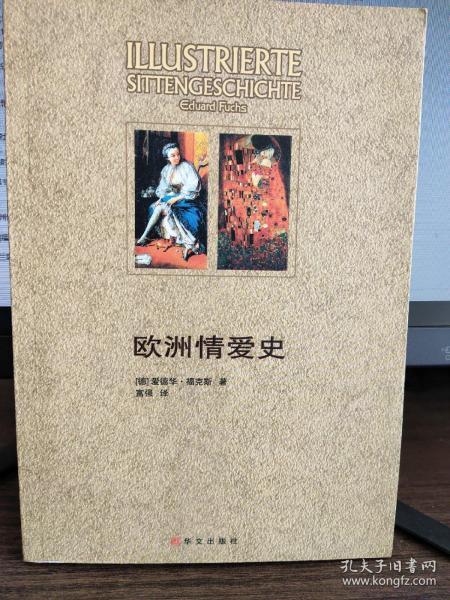 ILLUSTRIERTE
SITTENGESCHICHTE
Eduard Fuchs
欧洲情爱史
[德]爱德华·福克斯 著
富强 译
华文出版社
孔夫子旧书网
www.kongfz.com